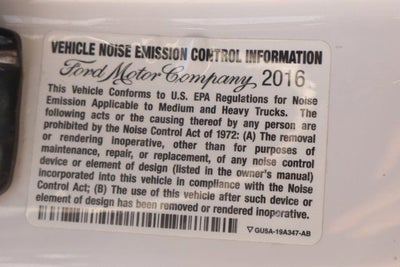 VEHICLE NOISE EMISSION CONTROL INFORMATION
Ford Motor Company 2016
This Vehicle Conforms to U.S. EPA Regulations for Noise
Emission Applicable to Medium and Heavy Trucks. The
following acts or the causing thereof by any person are
prohibited by the Noise Control Act of 1972: (A) The removal
or rendering inoperative, other than for purposes of
maintenance, repair, or replacement, of any noise control
device or element of design (listed in the owner's manual)
incorporated into this vehicle in compliance with the Noise
Control Act; (B) The use of this vehicle after such device or
element of design has been removed or rendered inoperative.
▽ GU5A-19A347-AB